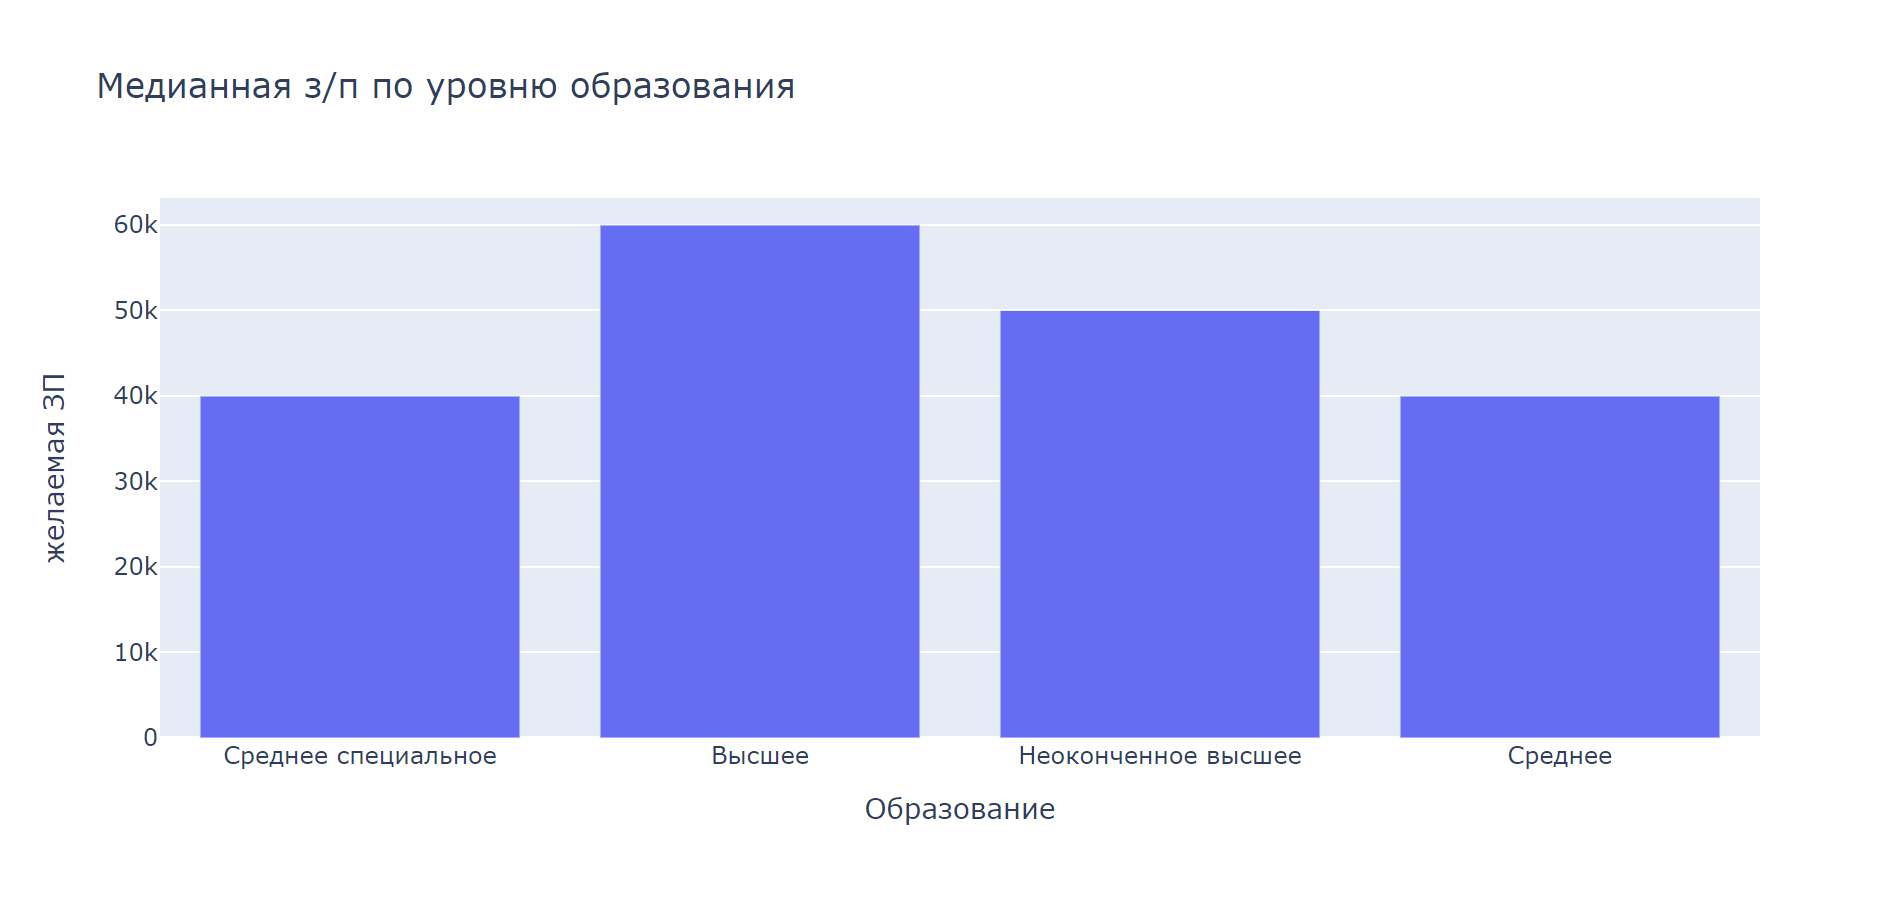 Медианная з/п по уровню образования
60k
50k
40k
30k
20k
10k
0
желаемая ЗП
Среднее специальное
Высшее
Неоконченное высшее
Среднее
Образование